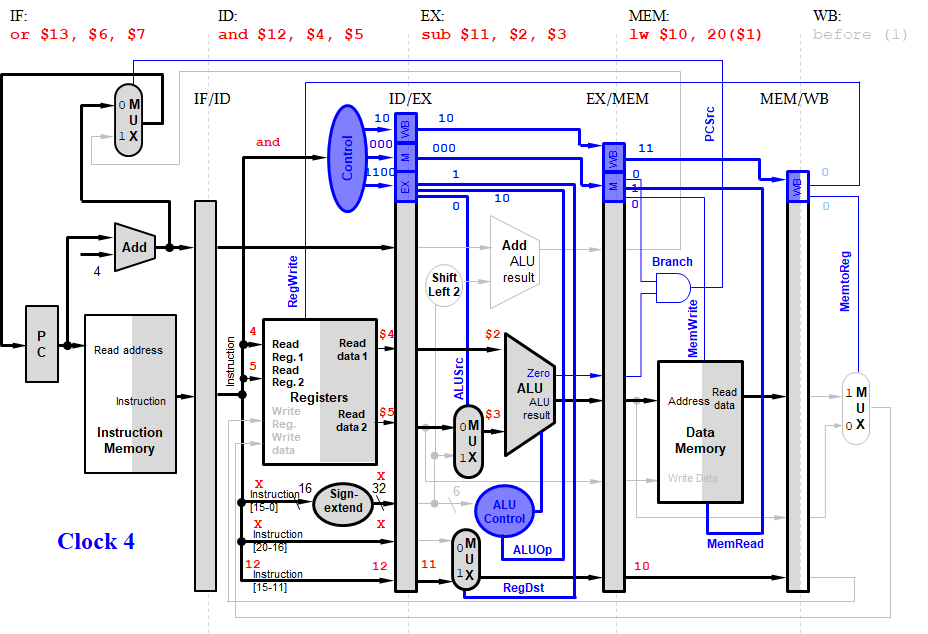 IF: ID: EX: MEM: WB:
or $13, $6, $7 and $12, $4, $5 sub $11, $2, $3 lw $10, 20($1) before (1)
IF/ID ID/EX EX/MEM MEM/WB
0 M
U
1 X
and
Control
10
000
1100
WB
M
EX
10
000
1
0
10
WB
M
11
0
1
0
PCSrc
WB
0
0
Add
4
RegWrite
Shift
Left 2
Add
ALU
result
Branch
MemWrite
MemtoReg
P
C
Read address
Instruction
Instruction
Memory
Instruction
4
5
Read
Reg. 1
Read
Reg. 2
Registers
Write
Reg.
Write
data
Read
data 1
Read
data 2
$4
$5
$2
$3
ALUSrc
0 M
U
1 X
Zero
ALU
ALU
result
Address
Read
data
Data
Memory
Write Data
1 M
U
0 X
X
Instruction
[15-0]
16
Sign-
extend
X
32
6
ALU
Control
X
Instruction
[20-16]
X
12
Instruction
[15-11]
12
11
0 M
U
1 X
ALUOp
RegDst
MemRead
10
Clock 4